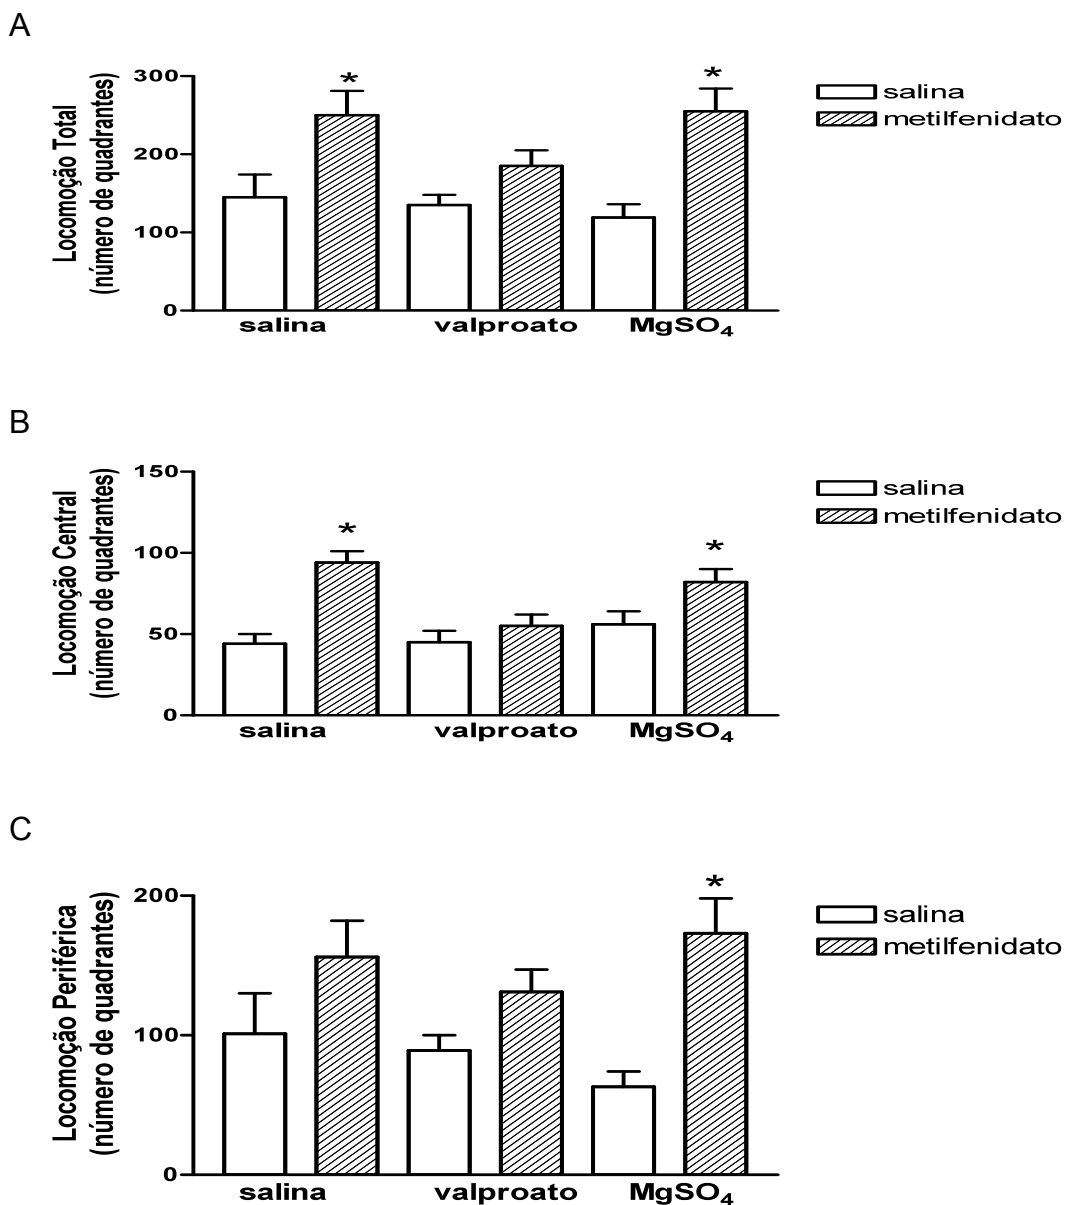 A
Locomoção Total
(número de quadrantes)
300
200
100
0
*
*
salina
valproato
MgSO₄
salina
metilfenidato
B
Locomoção Central
(número de quadrantes)
150
100
50
0
*
*
salina
valproato
MgSO₄
salina
metilfenidato
C
Locomoção Periférica
(número de quadrantes)
200
100
0
*
salina
valproato
MgSO₄
salina
metilfenidato